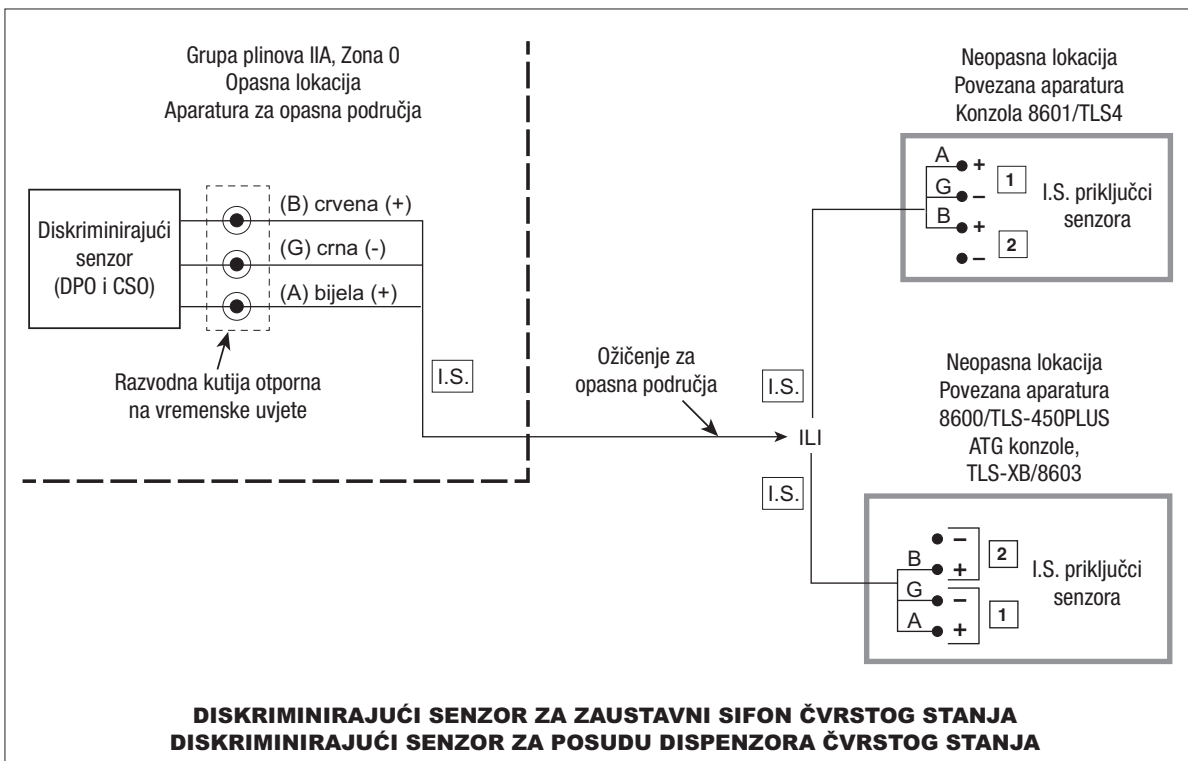 Grupa plinova IIA, Zona 0
Opasna lokacija
Aparatura za opasna područja
Diskriminirajući
senzor
(DPO i CSO)
(B) crvena (+)
(G) crna (-)
(A) bijela (+)
Razvodna kutija otporna
na vremenske uvjete
I.S.
Ožičenje za
opasna područja
I.S.
ILI
I.S.
Neopasna lokacija
Povezana aparatura
Konzola 8601/TLS4
A +
G –
B +
–
1
2
I.S. priključci
senzora
Neopasna lokacija
Povezana aparatura
8600/TLS-450PLUS
ATG konzole,
TLS-XB/8603
–
B +
G –
A +
2
1
I.S. priključci
senzora
DISKRIMINIRAJUĆI SENZOR ZA ZAUSTAVNI SIFON ČVRSTOG STANJA
DISKRIMINIRAJUĆI SENZOR ZA POSUDU DISPENZORA ČVRSTOG STANJA